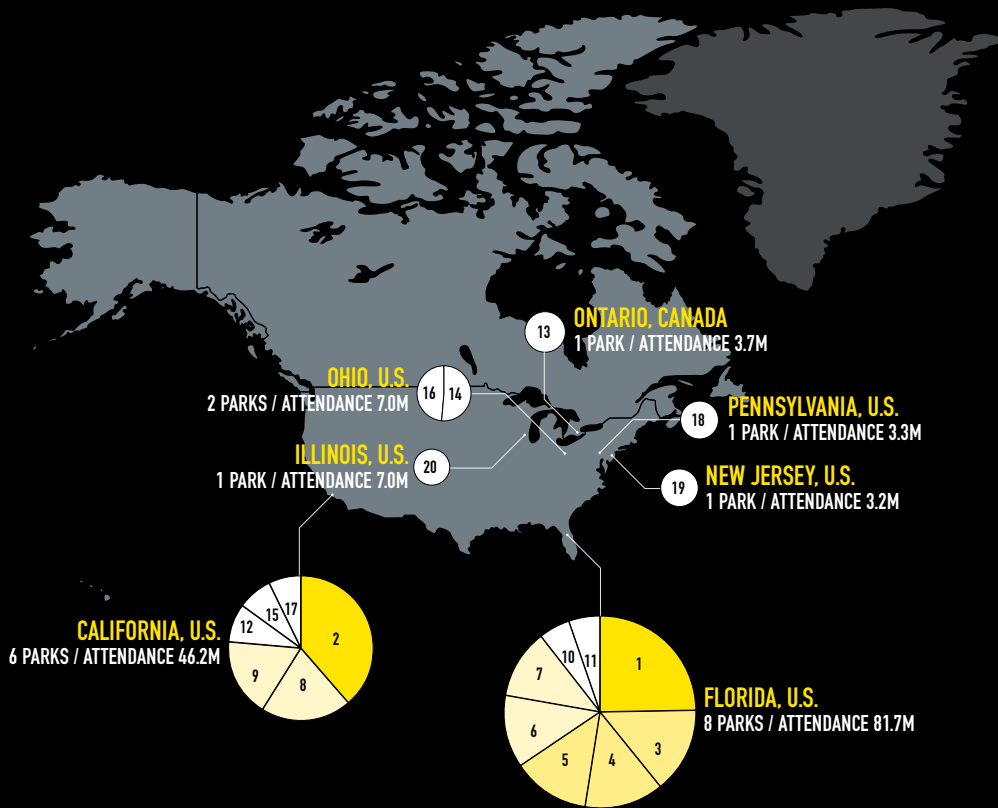 13
ONTARIO, CANADA
1 PARK / ATTENDANCE 3.7M
OHIO, U.S.
2 PARKS / ATTENDANCE 7.0M
16 14
18
PENNSYLVANIA, U.S.
1 PARK / ATTENDANCE 3.3M
ILLINOIS, U.S.
1 PARK / ATTENDANCE 7.0M
20
19
NEW JERSEY, U.S.
1 PARK / ATTENDANCE 3.2M
CALIFORNIA, U.S.
6 PARKS / ATTENDANCE 46.2M
2
8
9
12
15
17
FLORIDA, U.S.
8 PARKS / ATTENDANCE 81.7M
1
3
4
5
6
7
10
11